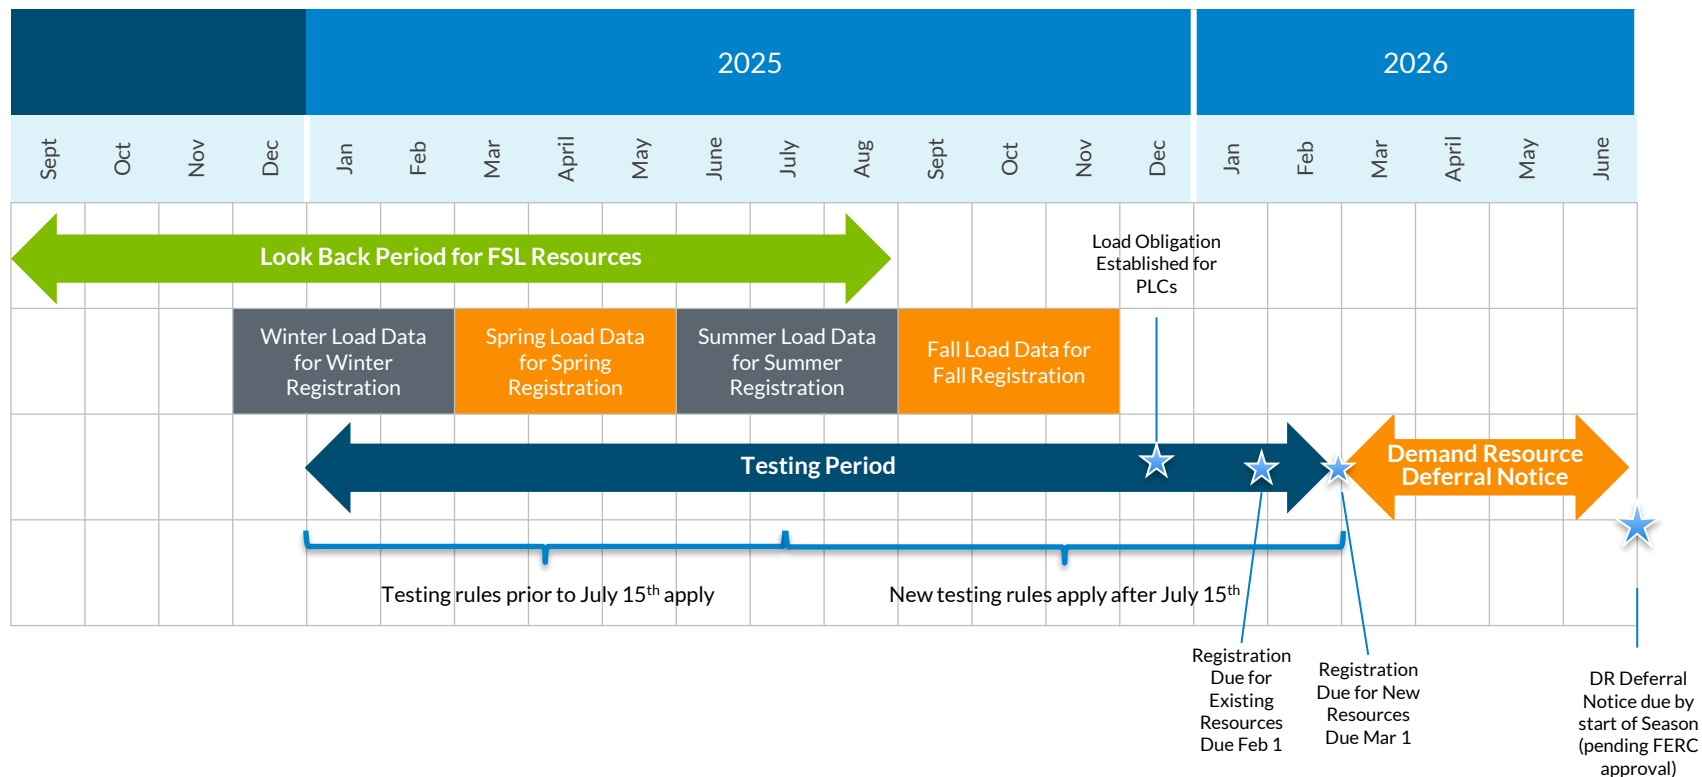 2025
2026
Sept
Oct
Nov
Dec
Jan
Feb
Mar
April
May
June
July
Aug
Sept
Oct
Nov
Dec
Jan
Feb
Mar
April
May
June
Look Back Period for FSL Resources
Load Obligation
Established for
PLCs
Winter Load Data
for Winter
Registration
Spring Load Data
for Spring
Registration
Summer Load Data
for Summer
Registration
Fall Load Data for
Fall Registration
Testing Period
Demand Resource
Deferral Notice
Testing rules prior to July 15th apply
New testing rules apply after July 15th
Registration
Due for
Existing
Resources
Due Feb 1
Registration
Due for New
Resources
Due Mar 1
DR Deferral
Notice due by
start of Season
(pending FERC
approval)